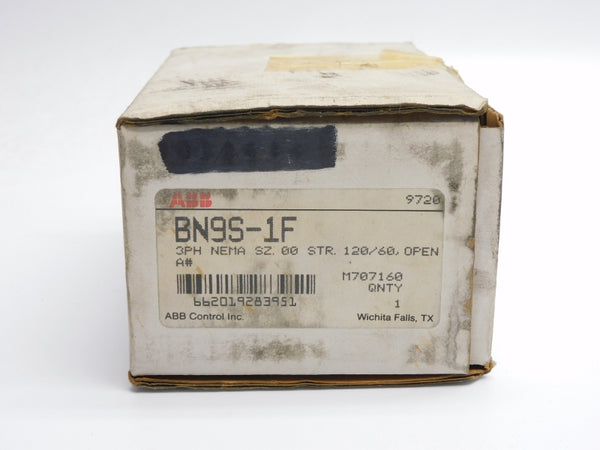 ABB
9720
BN9S-1F
3PH NEMA SZ. 00 STR. 120/60, OPEN
A#
M707160
QNTY
662019283951
1
ABB Control Inc.
Wichita Falls, TX